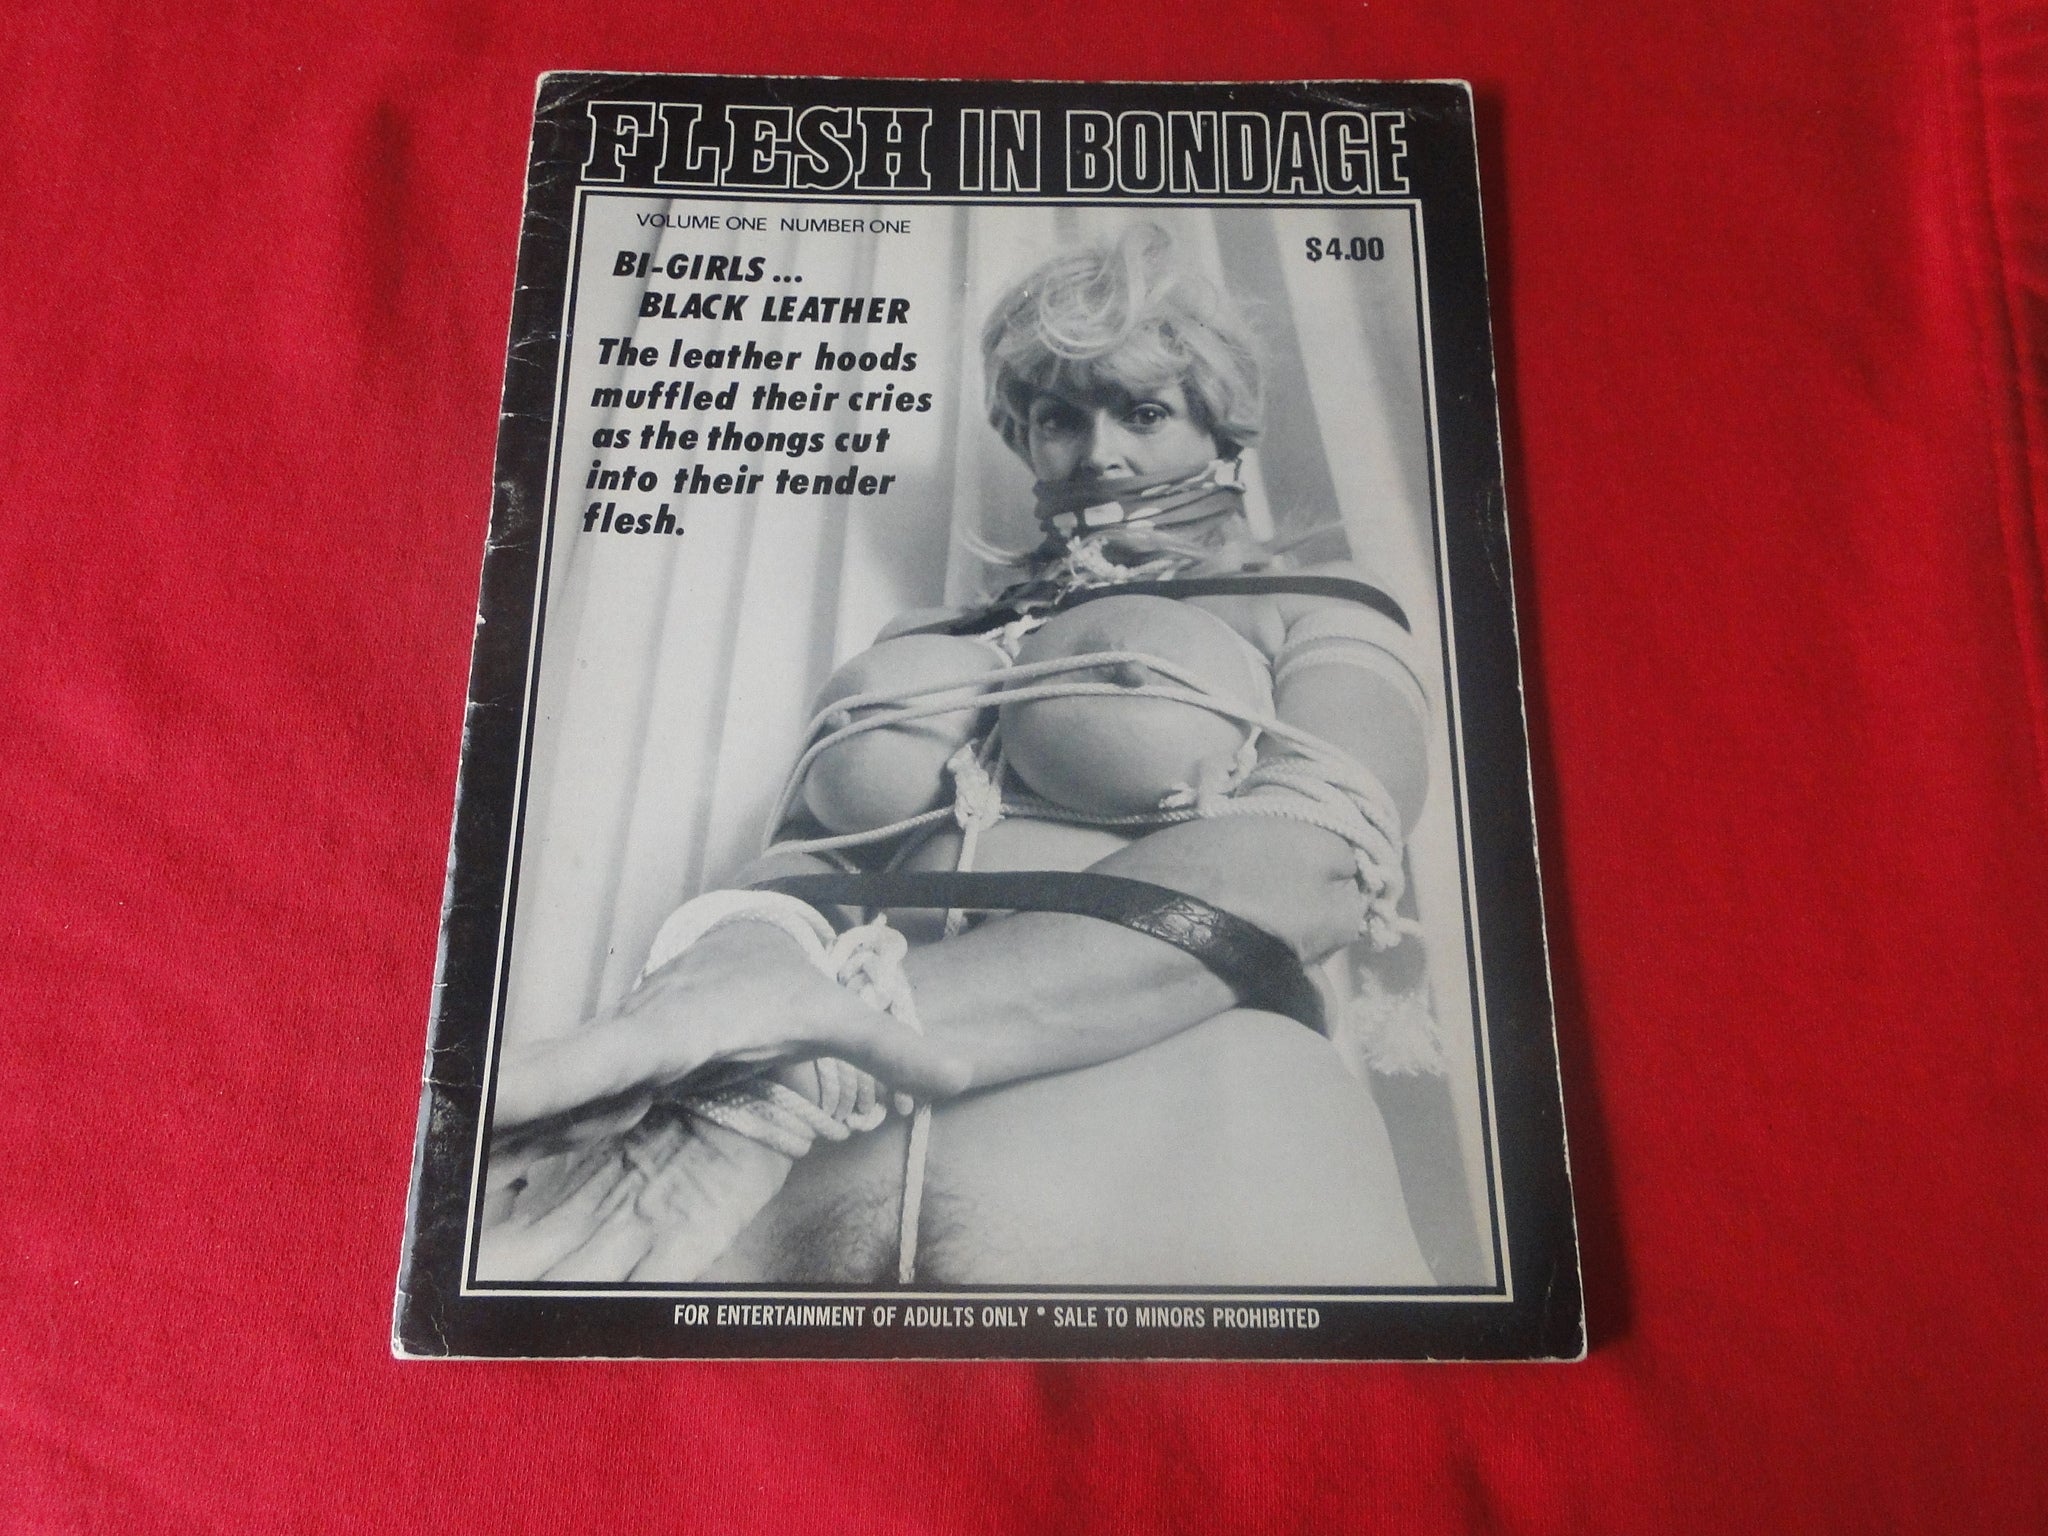 FLESH IN BONDAGE
VOLUME ONE NUMBER ONE
$4.00
BI-GIRLS...
BLACK LEATHER
The leather hoods
muffled their cries
as the thongs cut
into their tender
flesh.
FOR ENTERTAINMENT OF ADULTS ONLY • SALE TO MINORS PROHIBITED